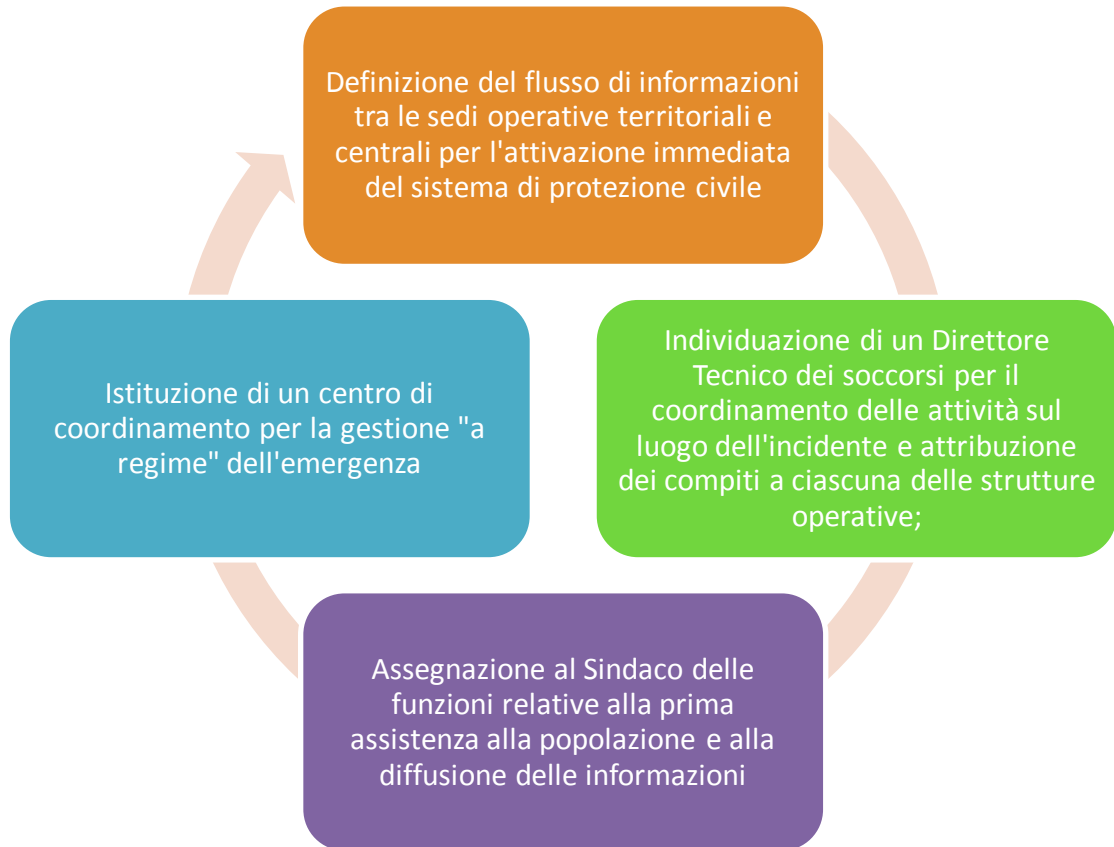 Definizione del flusso di informazioni
tra le sedi operative territoriali e
centrali per l'attivazione immediata
del sistema di protezione civile
Individuazione di un Direttore
Tecnico dei soccorsi per il
coordinamento delle attività sul
luogo dell'incidente e attribuzione
dei compiti a ciascuna delle strutture
operative;
Assegnazione al Sindaco delle
funzioni relative alla prima
assistenza alla popolazione e alla
diffusione delle informazioni
Istituzione di un centro di
coordinamento per la gestione "a
regime" dell'emergenza